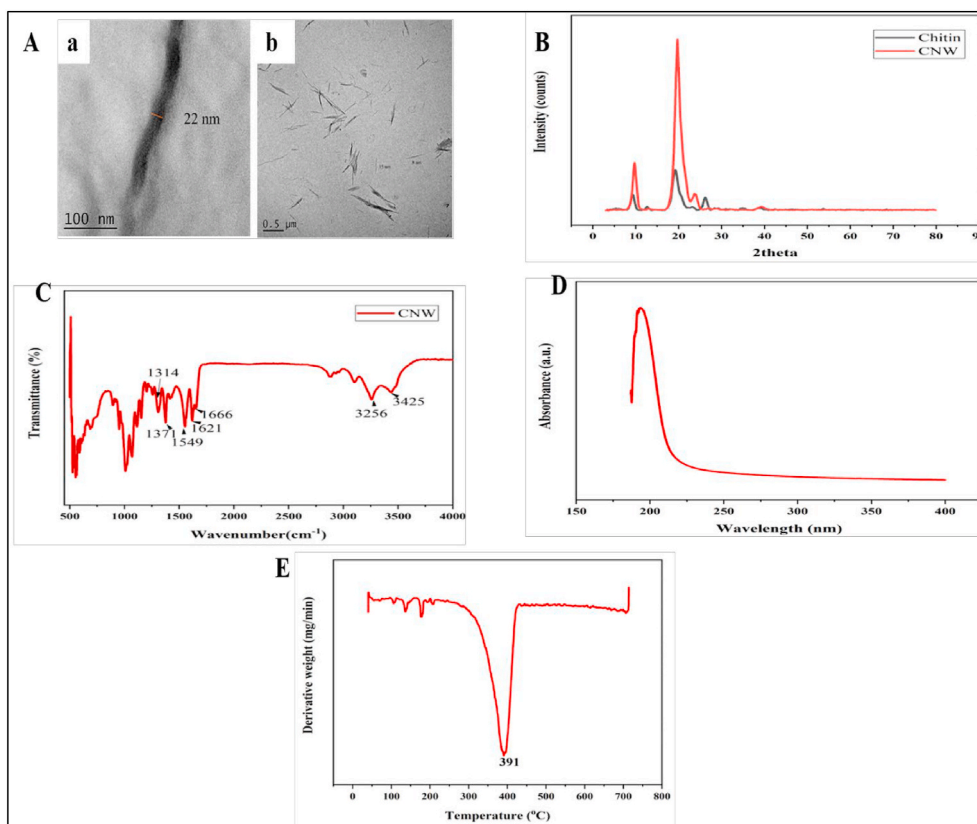 A
a
22 nm
100 nm
b
0.5 µm
B
Chitin
CNW
Intensity (counts)
0 10 20 30 40 50 60 70 80 90
2theta
C
CNW
Transmittance (%)
1314
1371
1549
1621
1666
3256
3425
500 1000 1500 2000 2500 3000 3500 4000
Wavenumber(cm⁻¹)
D
Absorbance (a.u.)
150 200 250 300 350 400
Wavelength (nm)
E
Derivative weight (mg/min)
391
0 100 200 300 400 500 600 700 800
Temperature (°C)